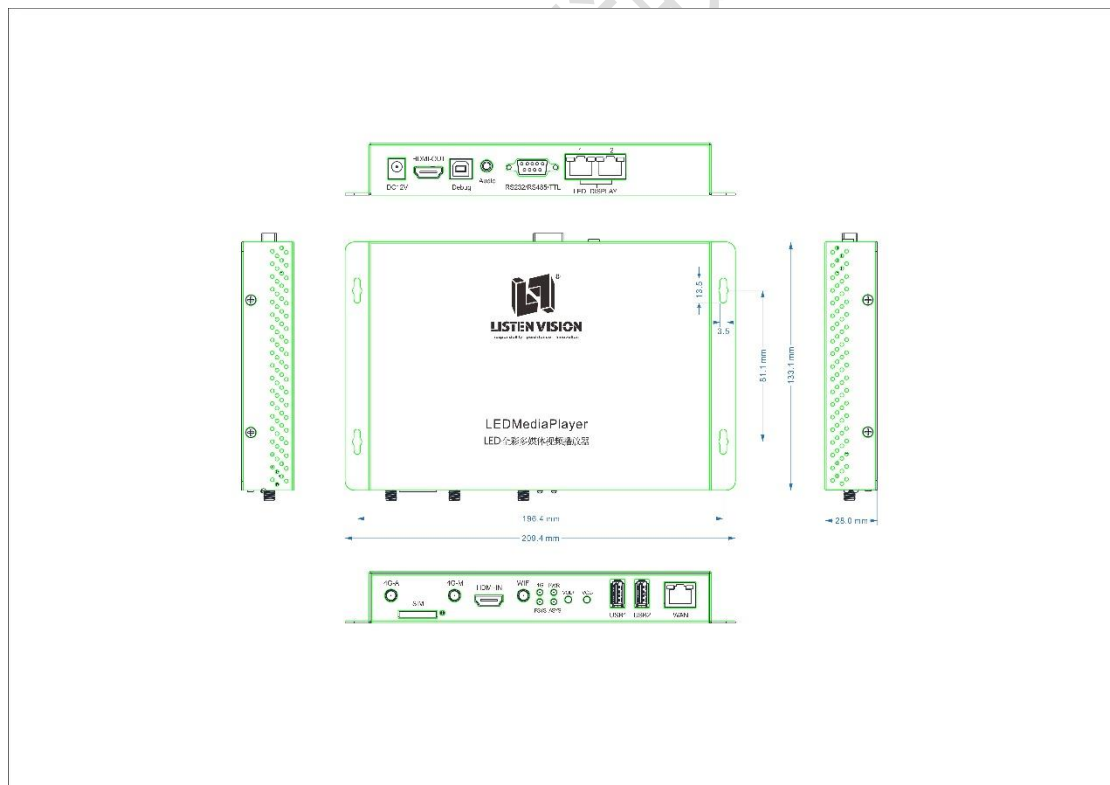 HDMI-OUT
1 2
DC12V
Debug
Audio
RS232/RS485/TTL
LED DISPLAY
LISTEN VISION
LEDMediaPlayer
LED全彩多媒体视频播放器
13.5
3.5
81.1 mm
133.1 mm
196.4 mm
209.4 mm
25.0 mm
4G-A
4G-M
HDMI-IN
WIFI
4G PWR
SIM
USB1
USB2
WAN